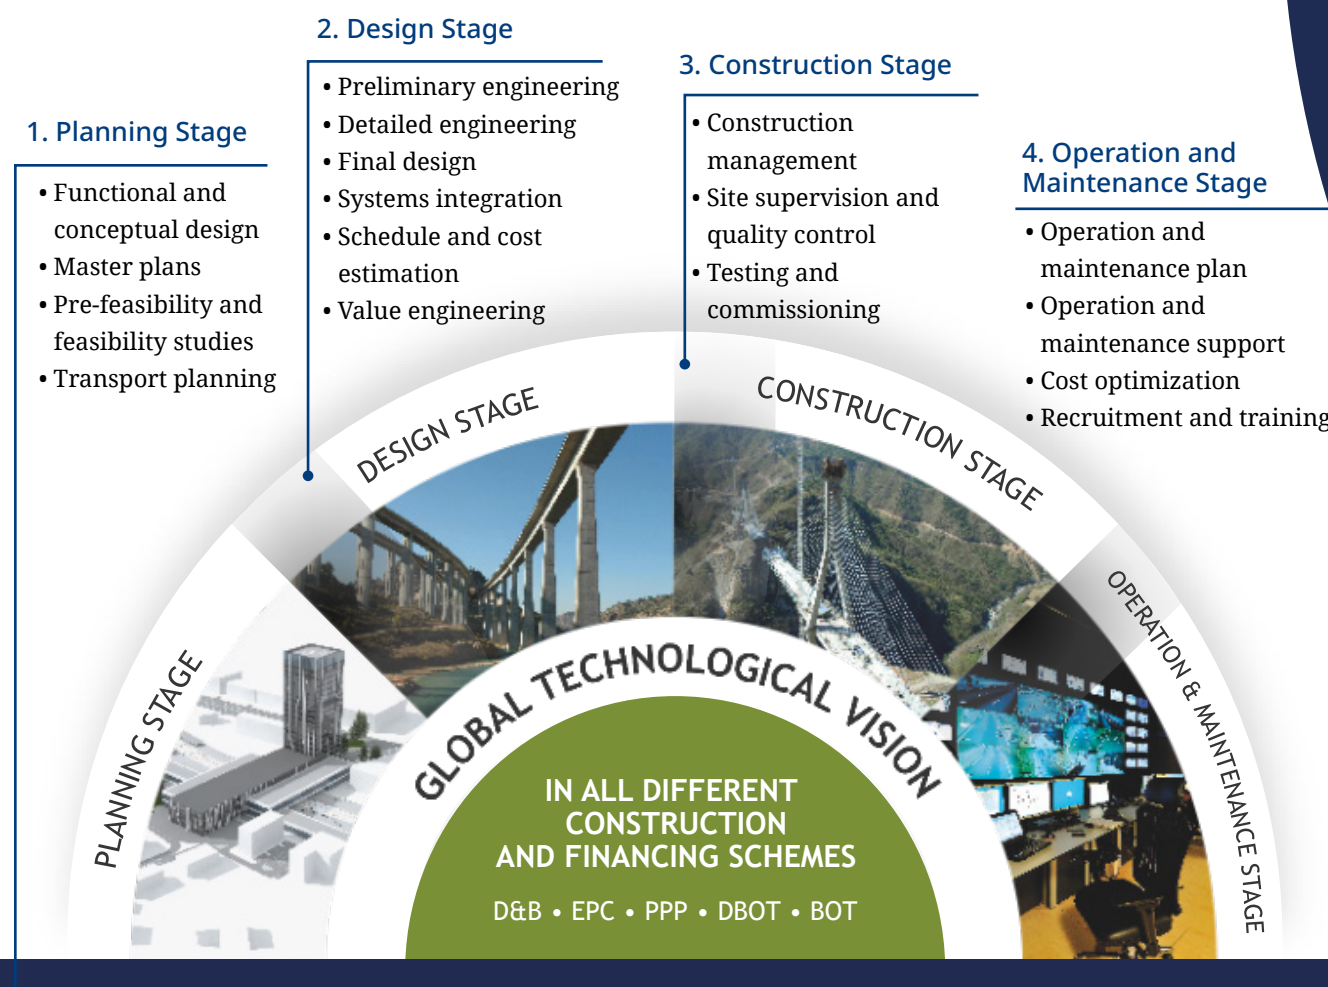 1. Planning Stage
• Functional and
conceptual design
• Master plans
• Pre-feasibility and
feasibility studies
• Transport planning
2. Design Stage
• Preliminary engineering
• Detailed engineering
• Final design
• Systems integration
• Schedule and cost
estimation
• Value engineering
3. Construction Stage
• Construction
management
• Site supervision and
quality control
• Testing and
commissioning
4. Operation and
Maintenance Stage
• Operation and
maintenance plan
• Operation and
maintenance support
• Cost optimization
• Recruitment and training
PLANNING STAGE
DESIGN STAGE
CONSTRUCTION STAGE
OPERATION & MAINTENANCE STAGE
GLOBAL TECHNOLOGICAL VISION
IN ALL DIFFERENT
CONSTRUCTION
AND FINANCING SCHEMES
D&B • EPC • PPP • DBOT • BOT